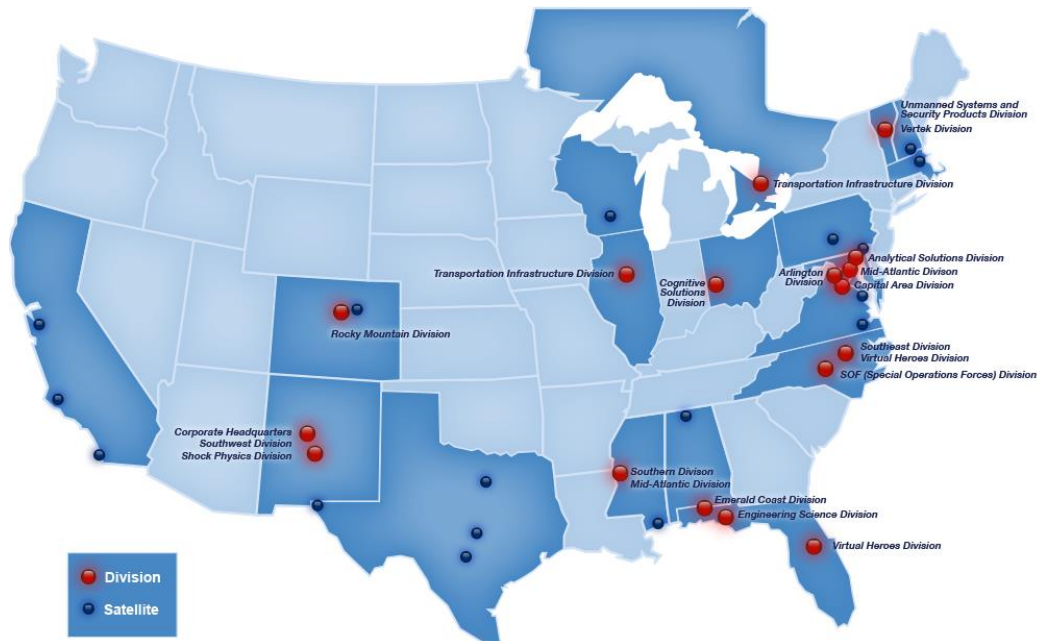 Unmanned Systems and
Security Products Division
Vertek Division
Transportation Infrastructure Division
Analytical Solutions Division
Mid-Atlantic Divison
Arlington
Division
Capital Area Division
Transportation Infrastructure Division
Cognitive
Solutions
Division
Rocky Mountain Division
Southeast Division
Virtual Heroes Division
SOF (Special Operations Forces) Division
Corporate Headquarters
Southwest Division
Shock Physics Division
Southern Divison
Mid-Atlantic Division
Emerald Coast Division
Engineering Science Division
Virtual Heroes Division
Division
Satellite